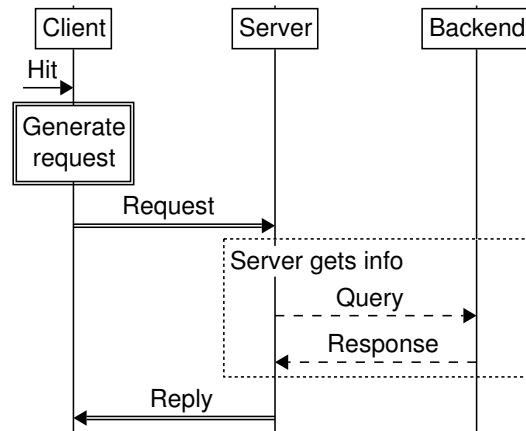 Client
Server
Backend
Hit
Generate
request
Request
Server gets info
Query
Response
Reply